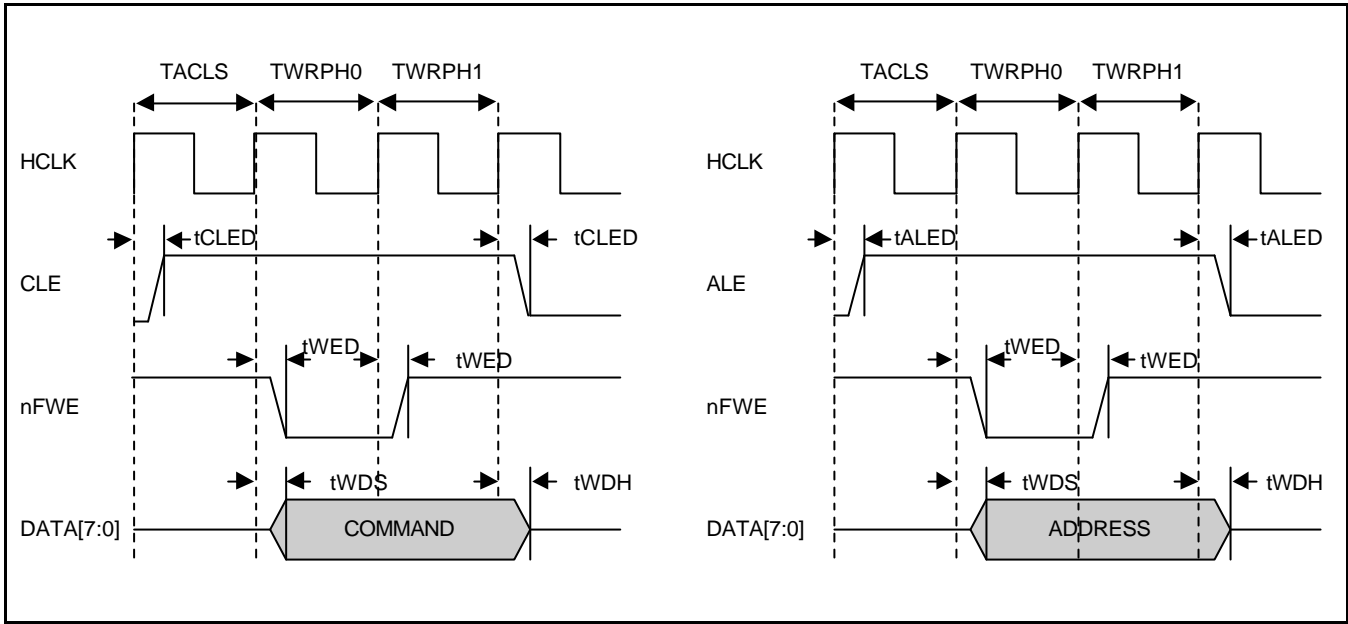 TACLS TWRPH0 TWRPH1
HCLK
tCLED tCLED
CLE
tWED tWED
nFWE
tWDS tWDH
DATA[7:0] COMMAND
TACLS TWRPH0 TWRPH1
HCLK
tALED tALED
ALE
tWED tWED
nFWE
tWDS tWDH
DATA[7:0] ADDRESS